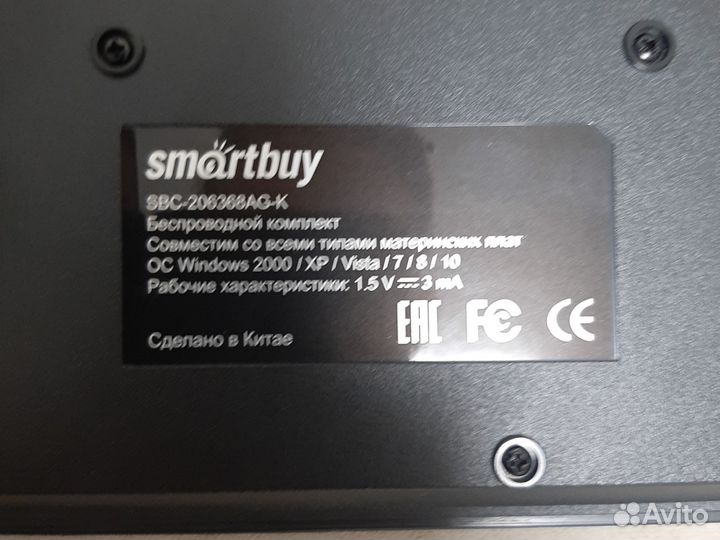 smartbuy
SBC-206368AG-K
Беспроводной комплект
Совместим со всеми типами материнских плат
ОС Windows 2000 / XP / Vista / 7 / 8 / 10
Рабочие характеристики: 1.5 V ⎓ 3 mA
Сделано в Китае
EAC FC CE
Avito